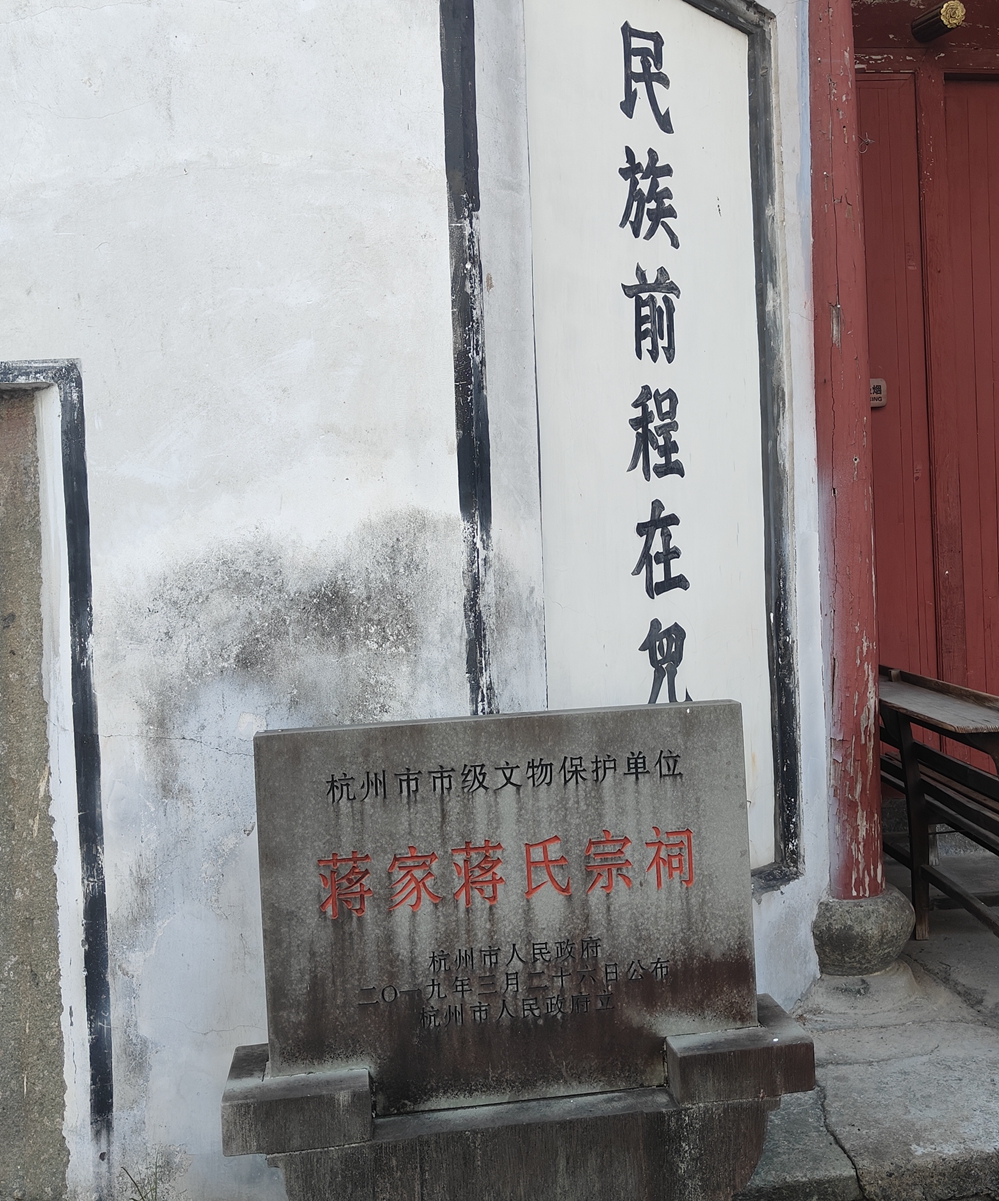 民族前程在兒
烟
杭州市市级文物保护单位
蒋家蒋氏宗祠
杭州市人民政府
二〇一九年三月二十六日公布
杭州市人民政府立